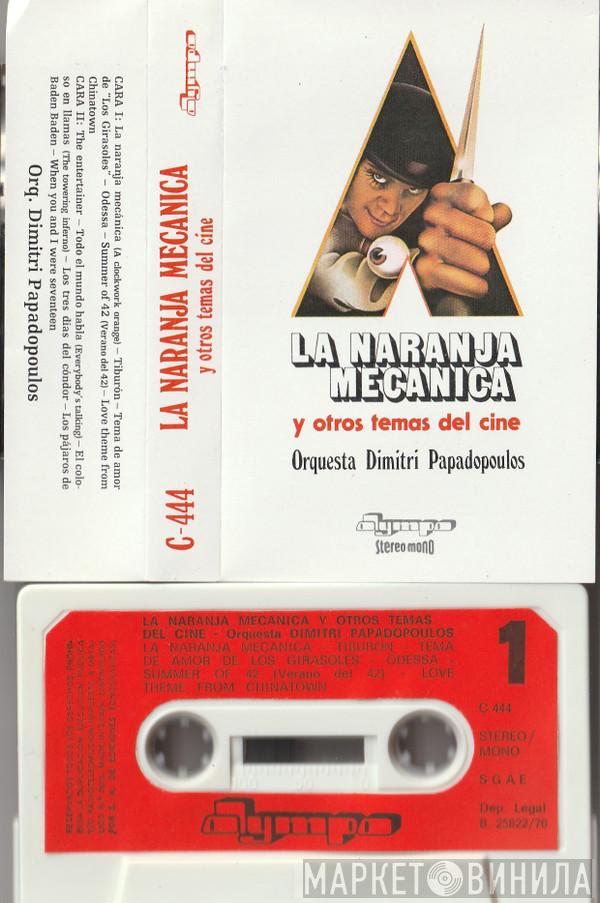 CARA I: La naranja mecánica (A clockwork orange) – Tiburón – Tema de amor
de "Los Girasoles" – Odessa – Summer of 42 (Verano del 42) – Love theme from
Chinatown
CARA II: The entertainer – Todo el mundo habla (Everybody's talking) – El colo-
so en llamas (The towering inferno) – Los tres días del cóndor – Los pájaros de
Baden Baden – When you and I were seventeen
Orq. Dimitri Papadopoulos
olympo
LA NARANJA MECANICA
y otros temas del cine
C-444
LA NARANJA
MECANICA
y otros temas del cine
Orquesta Dimitri Papadopoulos
olympo
Stereo mono
LA NARANJA MECANICA Y OTROS TEMAS
DEL CINE - Orquesta DIMITRI PAPADOPOULOS
LA NARANJA MECANICA - TIBURON - TEMA
DE AMOR DE LOS GIRASOLES - ODESSA -
SUMMER OF 42 (Verano del 42) - LOVE
THEME FROM CHINATOWN
1
C 444
STEREO/
MONO
S G A E
Dep. Legal
B. 25822/76
100 50 0
olympo
МАРКЕТ ВИНИЛА